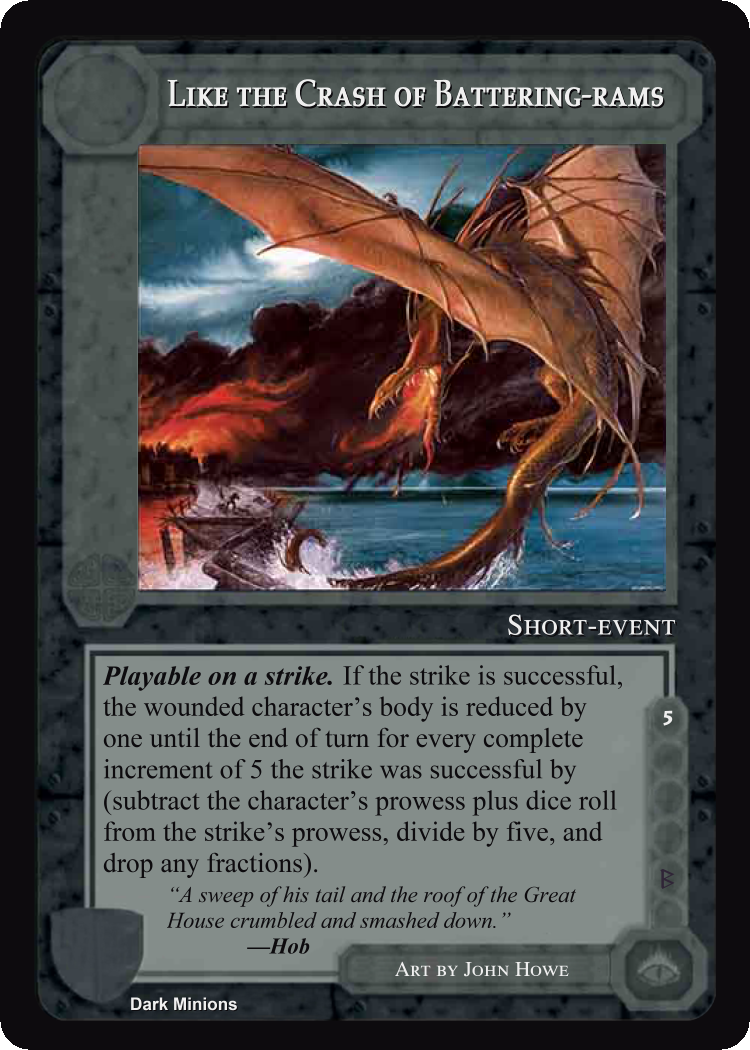 LIKE THE CRASH OF BATTERING-RAMS
SHORT-EVENT
Playable on a strike. If the strike is successful,
the wounded character's body is reduced by
one until the end of turn for every complete
increment of 5 the strike was successful by
(subtract the character's prowess plus dice roll
from the strike's prowess, divide by five, and
drop any fractions).
5
"A sweep of his tail and the roof of the Great
House crumbled and smashed down."
—Hob
ART BY JOHN HOWE
Dark Minions